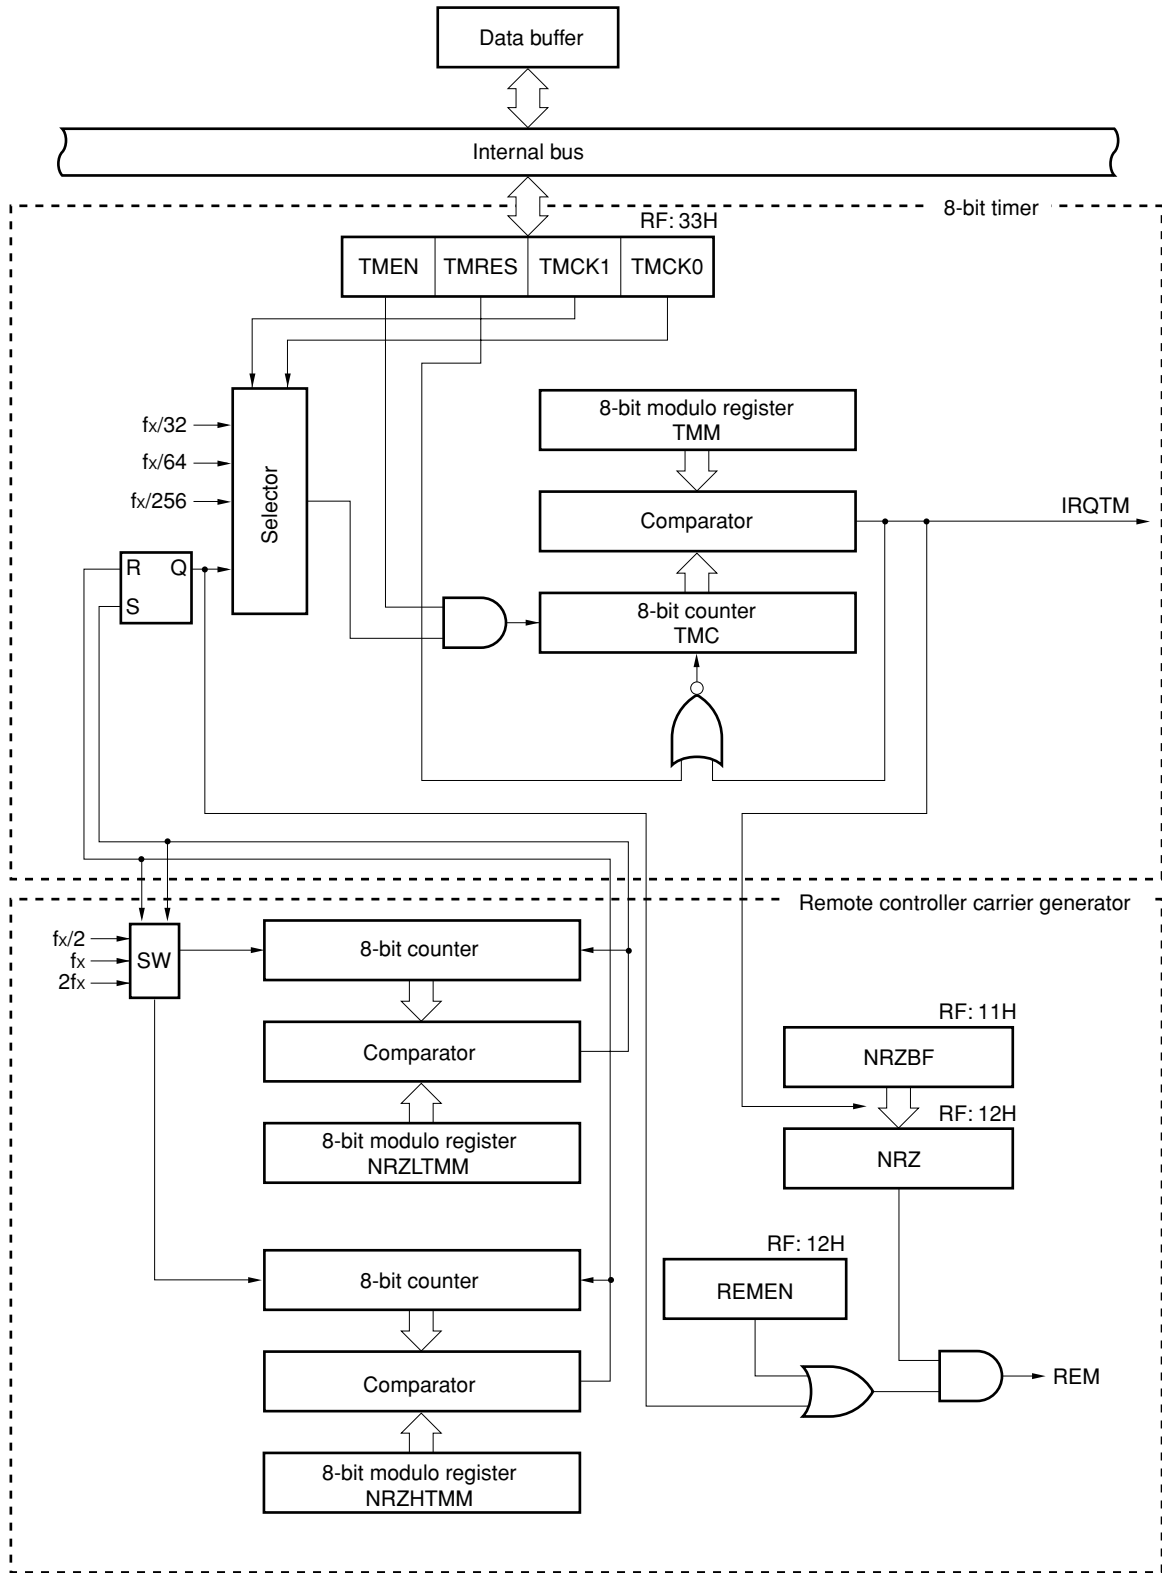 Data buffer
Internal bus
8-bit timer
RF: 33H
TMEN TMRES TMCK1 TMCK0
fx/32
fx/64
fx/256
Selector
8-bit modulo register
TMM
Comparator
IRQTM
R Q
S
8-bit counter
TMC
Remote controller carrier generator
fx/2
fx
2fx
SW
8-bit counter
Comparator
8-bit modulo register
NRZLTMM
RF: 11H
NRZBF
RF: 12H
NRZ
8-bit counter
Comparator
8-bit modulo register
NRZHTMM
RF: 12H
REMEN
REM